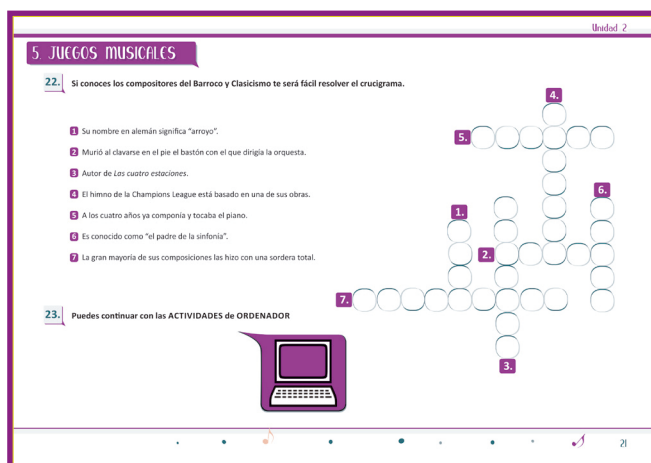 Unidad 2
5. JUEGOS MUSICALES
22. Si conoces los compositores del Barroco y Clasicismo te será fácil resolver el crucigrama.
1 Su nombre en alemán significa “arroyo”.
2 Murió al clavarse en el pie el bastón con el que dirigía la orquesta.
3 Autor de Las cuatro estaciones.
4 El himno de la Champions League está basado en una de sus obras.
5 A los cuatro años ya componía y tocaba el piano.
6 Es conocido como “el padre de la sinfonía”.
7 La gran mayoría de sus composiciones las hizo con una sordera total.
4.
5.
6.
1.
2.
7.
3.
23. Puedes continuar con las ACTIVIDADES de ORDENADOR
21